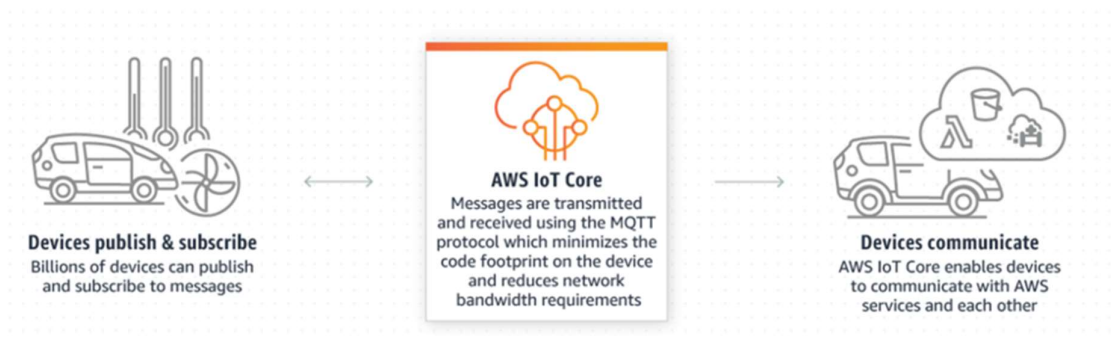 Devices publish & subscribe
Billions of devices can publish
and subscribe to messages
AWS IoT Core
Messages are transmitted
and received using the MQTT
protocol which minimizes the
code footprint on the device
and reduces network
bandwidth requirements
Devices communicate
AWS IoT Core enables devices
to communicate with AWS
services and each other